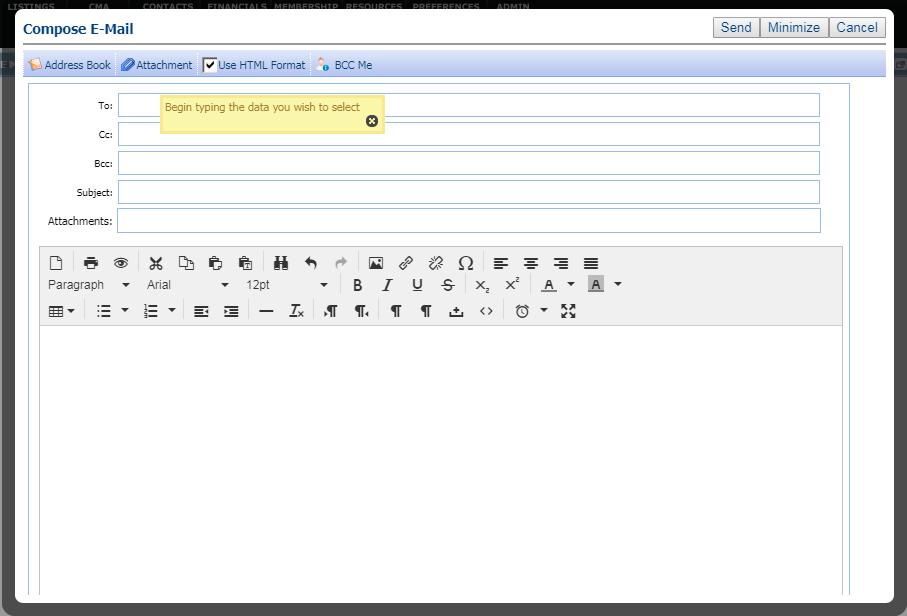 LISTINGS CMA CONTACTS FINANCIALS MEMBERSHIP RESOURCES PREFERENCES ADMIN
Compose E-Mail
Send Minimize Cancel
Address Book Attachment Use HTML Format BCC Me
To:
Begin typing the data you wish to select
Cc:
Bcc:
Subject:
Attachments:
Paragraph Arial 12pt